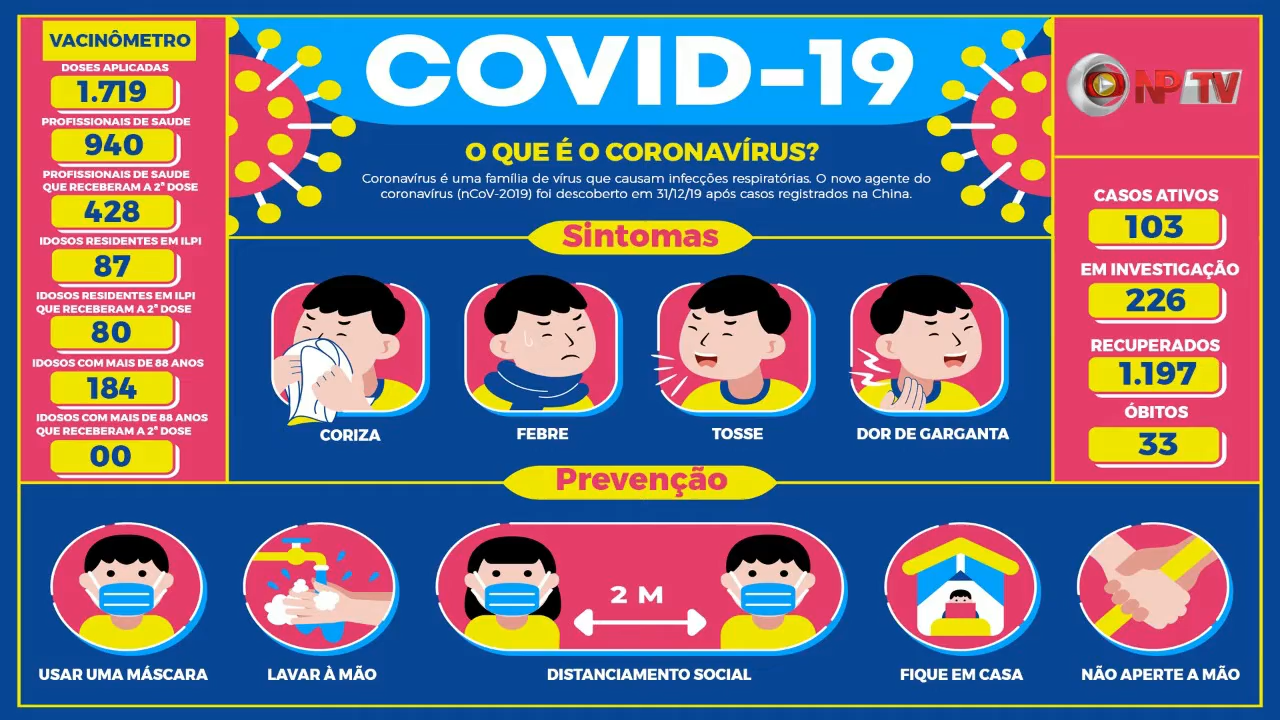 VACINÔMETRO
DOSES APLICADAS
1.719
PROFISSIONAIS DE SAUDE
940
PROFISSIONAIS DE SAUDE
QUE RECEBERAM A 2ª DOSE
428
IDOSOS RESIDENTES EM ILPI
87
IDOSOS RESIDENTES EM ILPI
QUE RECEBERAM A 2ª DOSE
80
IDOSOS COM MAIS DE 88 ANOS
184
IDOSOS COM MAIS DE 88 ANOS
QUE RECEBERAM A 2ª DOSE
00
COVID-19
O QUE É O CORONAVÍRUS?
Coronavírus é uma família de vírus que causam infecções respiratórias. O novo agente do
coronavírus (nCoV-2019) foi descoberto em 31/12/19 após casos registrados na China.
Sintomas
CORIZA
FEBRE
TOSSE
DOR DE GARGANTA
NP TV
CASOS ATIVOS
103
EM INVESTIGAÇÃO
226
RECUPERADOS
1.197
ÓBITOS
33
Prevenção
2 M
USAR UMA MÁSCARA
LAVAR À MÃO
DISTANCIAMENTO SOCIAL
FIQUE EM CASA
NÃO APERTE A MÃO